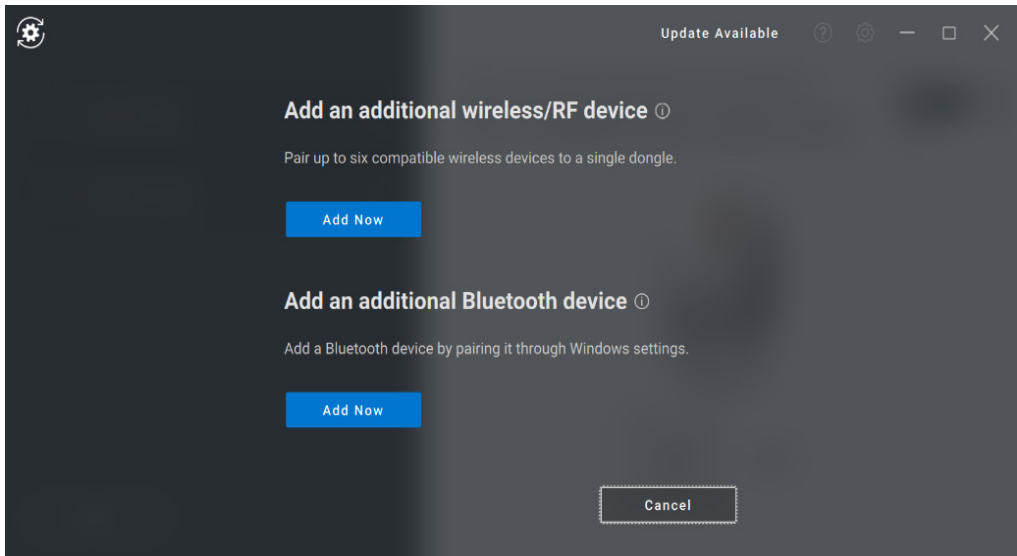 Update Available
Add an additional wireless/RF device
Pair up to six compatible wireless devices to a single dongle.
Add Now
Add an additional Bluetooth device
Add a Bluetooth device by pairing it through Windows settings.
Add Now
Cancel